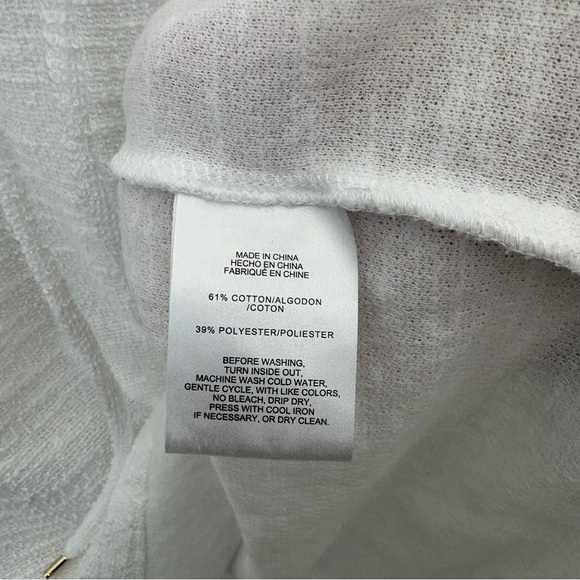 MADE IN CHINA
HECHO EN CHINA
FABRIQUÉ EN CHINE
61% COTTON/ALGODON
/COTON
39% POLYESTER/POLIESTER
BEFORE WASHING,
TURN INSIDE OUT,
MACHINE WASH COLD WATER,
GENTLE CYCLE, WITH LIKE COLORS,
NO BLEACH, DRIP DRY,
PRESS WITH COOL IRON
IF NECESSARY, OR DRY CLEAN.